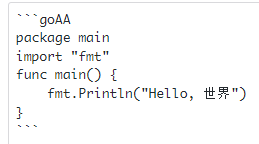 ```goAA
package main
import "fmt"
func main() {
    fmt.Println("Hello, 世界")
}
```